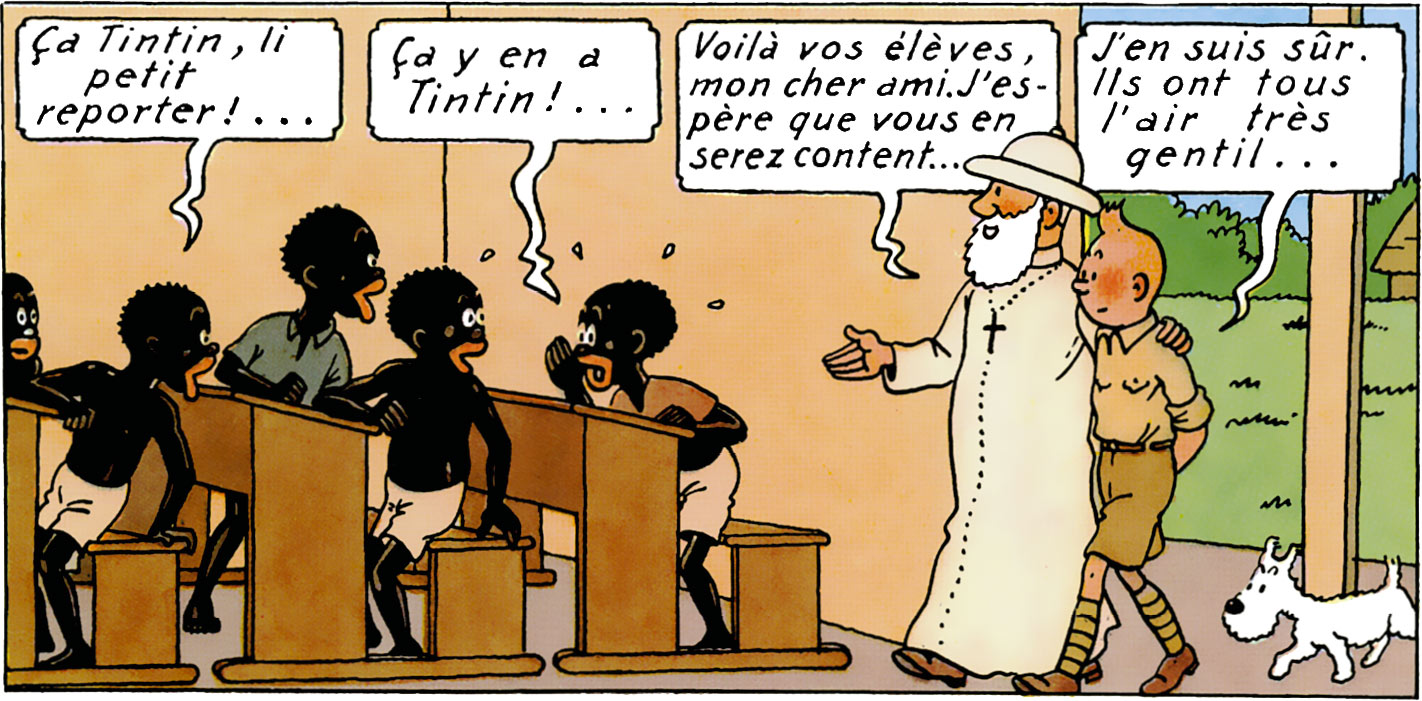 Ça Tintin, li
petit
reporter!...
Ça y en a
Tintin!...
Voilà vos élèves,
mon cher ami. J'es-
père que vous en
serez content...
J'en suis sûr.
Ils ont tous
l'air très
gentil...